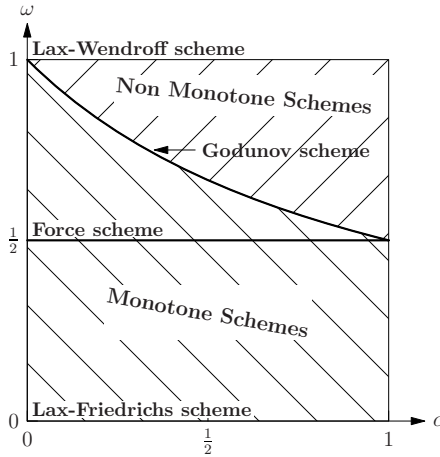 ω
1
Lax-Wendroff scheme
Non Monotone Schemes
Godunov scheme
Force scheme
1/2
Monotone Schemes
Lax-Friedrichs scheme
0
0
1/2
1